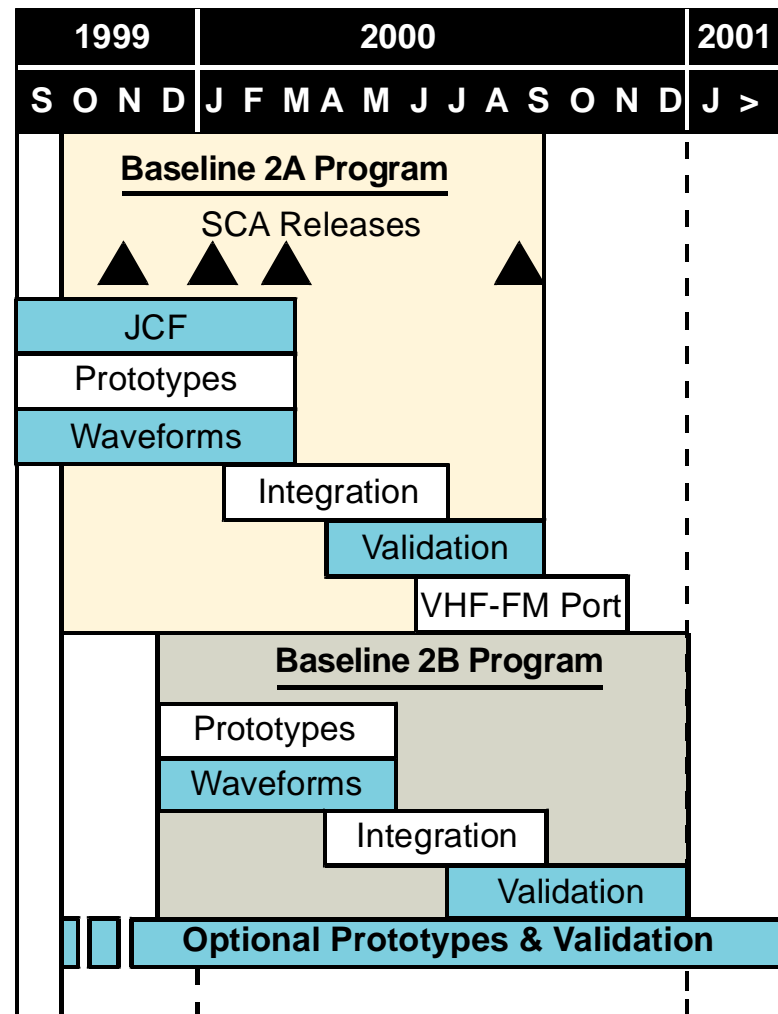 1999 2000 2001
S O N D J F M A M J J A S O N D J >
Baseline 2A Program
SCA Releases
JCF
Prototypes
Waveforms
Integration
Validation
VHF-FM Port
Baseline 2B Program
Prototypes
Waveforms
Integration
Validation
Optional Prototypes & Validation